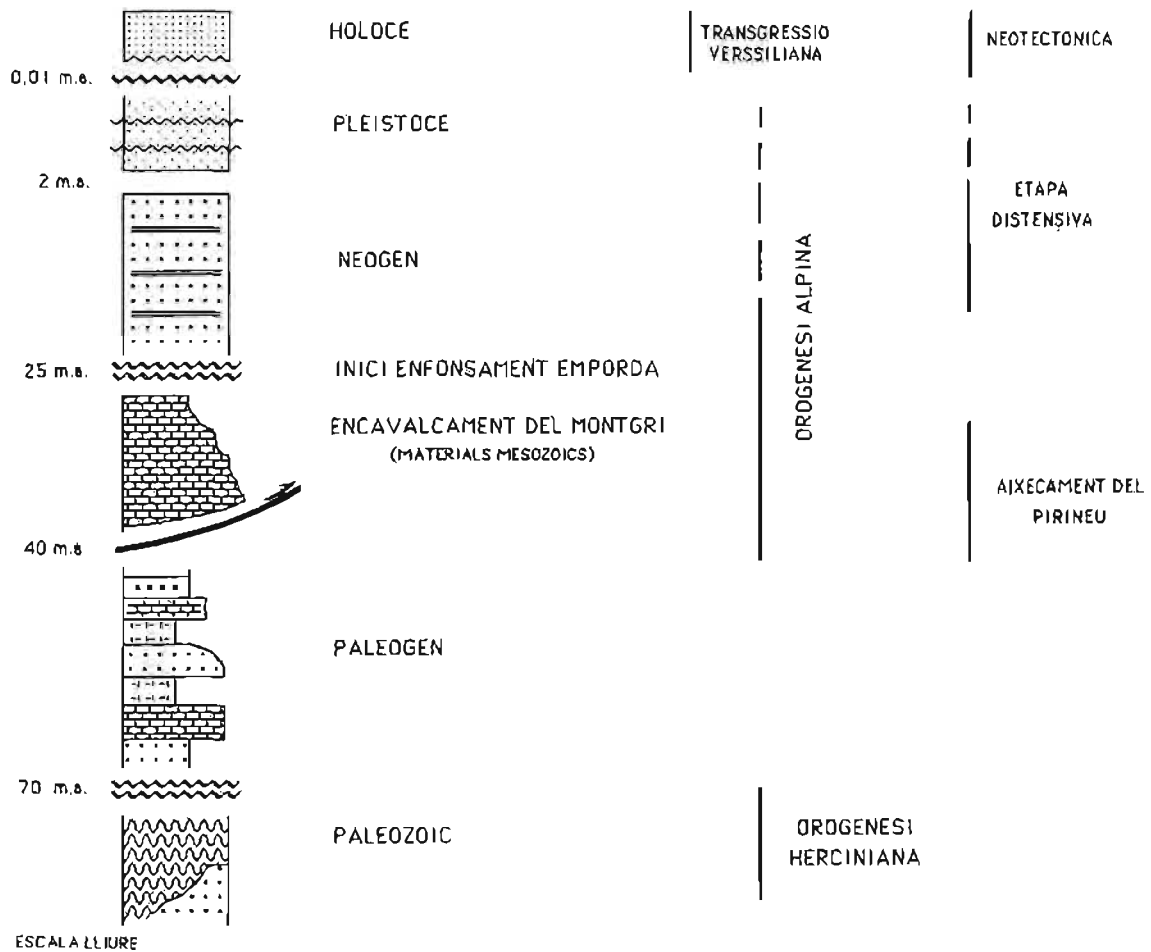 HOLOCE
TRANSGRESSIO
VERSSILIANA
NEOTECTONICA
0,01 m.a.
PLEISTOCE
2 m.a.
ETAPA
DISTENSIVA
NEOGEN
OROGENESI ALPINA
25 m.a.
INICI ENFONSAMENT EMPORDA
ENCAVALCAMENT DEL MONTGRI
(MATERIALS MESOZOICS)
AIXECAMENT DEL
PIRINEU
40 m.a
PALEOGEN
70 m.a.
PALEOZOIC
OROGENESI
HERCINIANA
ESCALA LLIURE